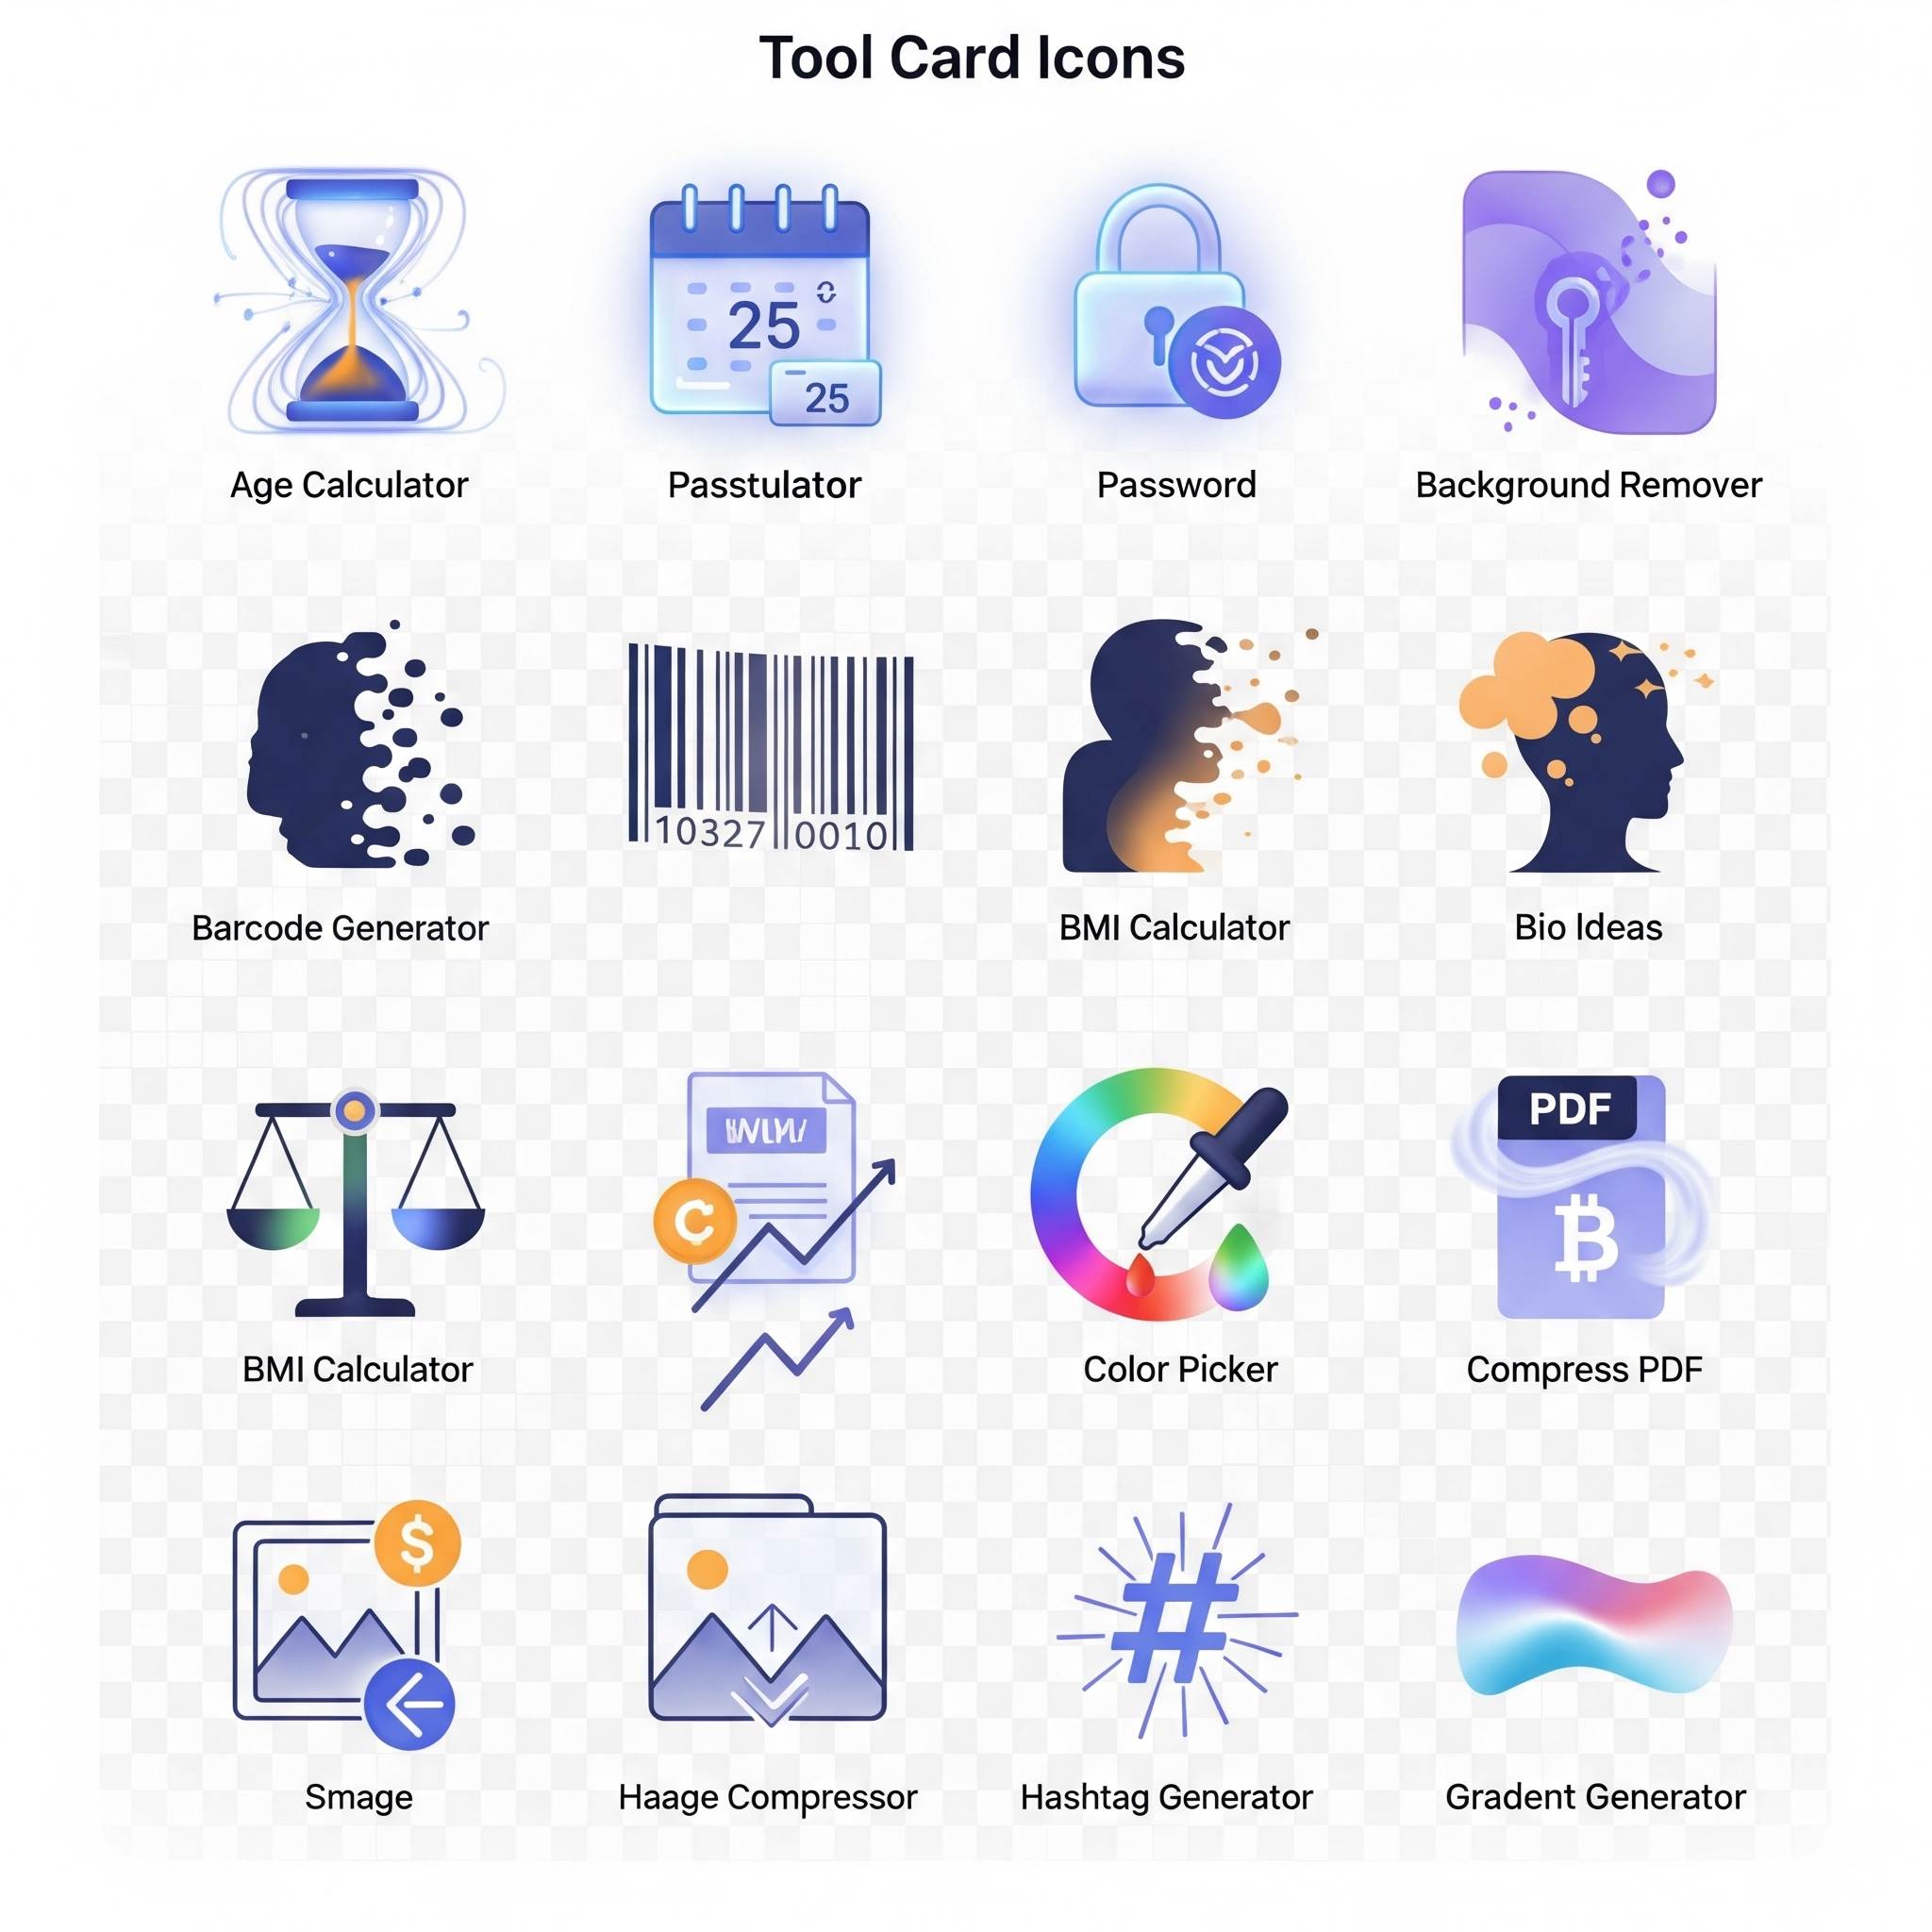 Tool Card Icons
25
25
Age Calculator
Passtulator
Password
Background Remover
10327 0010
Barcode Generator
BMI Calculator
Bio Ideas
PDF
BMI Calculator
Color Picker
Compress PDF
$
#
Smage
Haage Compressor
Hashtag Generator
Gradent Generator